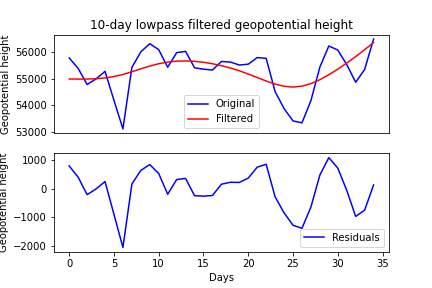 10-day lowpass filtered geopotential height
Geopotential height
56000
55000
54000
53000
Original
Filtered
Geopotential height
1000
0
−1000
−2000
Residuals
0 5 10 15 20 25 30 35
Days